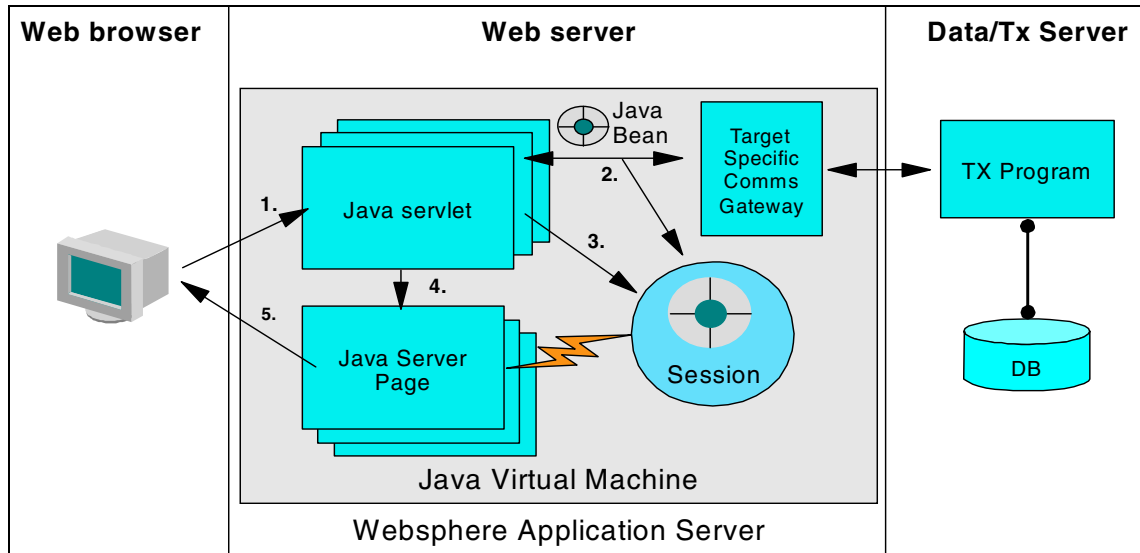 Web browser
Web server
Data/Tx Server
Java
Bean
Target
Specific
Comms
Gateway
TX Program
2.
1.
Java servlet
3.
4.
5.
Java Server
Page
Session
DB
Java Virtual Machine
Websphere Application Server